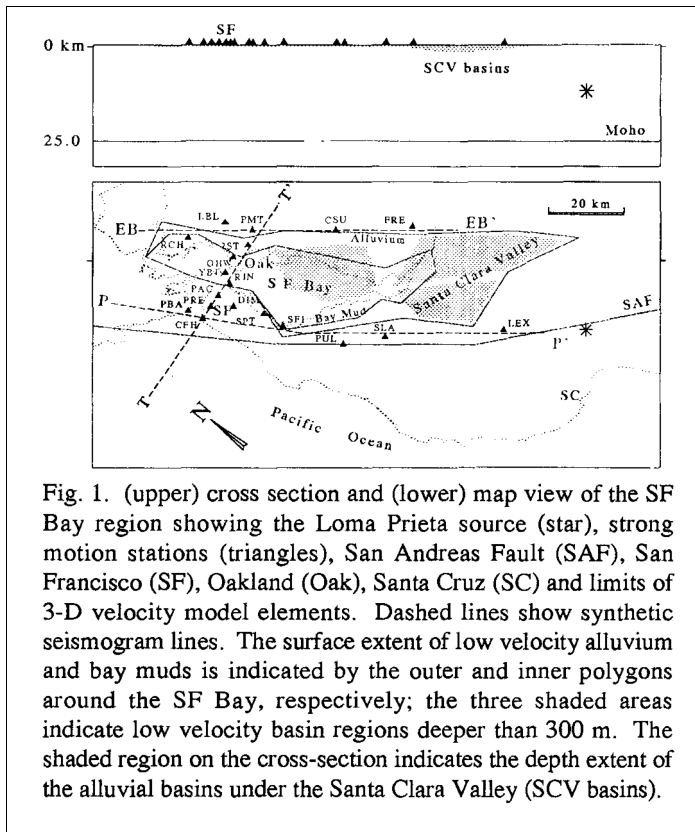 SF
0 km
SCV basins
25.0
Moho
20 km
EB
LBL
PMT
CSU
FRE
EB`
Alluvium
RCH
2ST
OHW
Oak
YBI
RIN
S F Bay
Santa Clara Valley
P
PAC
PBA
PRE
DIM
SF
SPT
CFH
SF1
Bay Mud
SLA
PUL
LEX
SAF
P`
T
T`
N
SC
Pacific Ocean
Fig. 1. (upper) cross section and (lower) map view of the SF
Bay region showing the Loma Prieta source (star), strong
motion stations (triangles), San Andreas Fault (SAF), San
Francisco (SF), Oakland (Oak), Santa Cruz (SC) and limits of
3-D velocity model elements. Dashed lines show synthetic
seismogram lines. The surface extent of low velocity alluvium
and bay muds is indicated by the outer and inner polygons
around the SF Bay, respectively; the three shaded areas
indicate low velocity basin regions deeper than 300 m. The
shaded region on the cross-section indicates the depth extent of
the alluvial basins under the Santa Clara Valley (SCV basins).